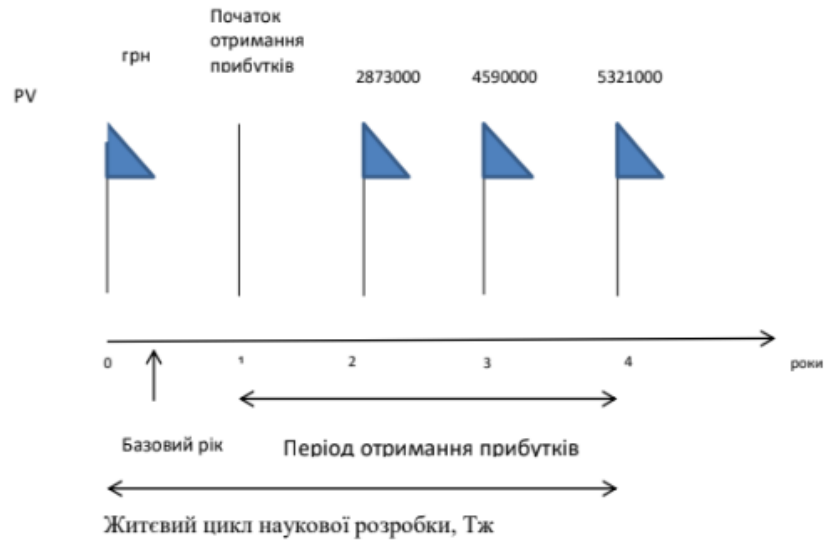 Початок
отримання
прибутків
грн
PV
2873000 4590000 5321000
0 1 2 3 4 роки
Базовий рік Період отримання прибутків
Житєвий цикл наукової розробки, Тж